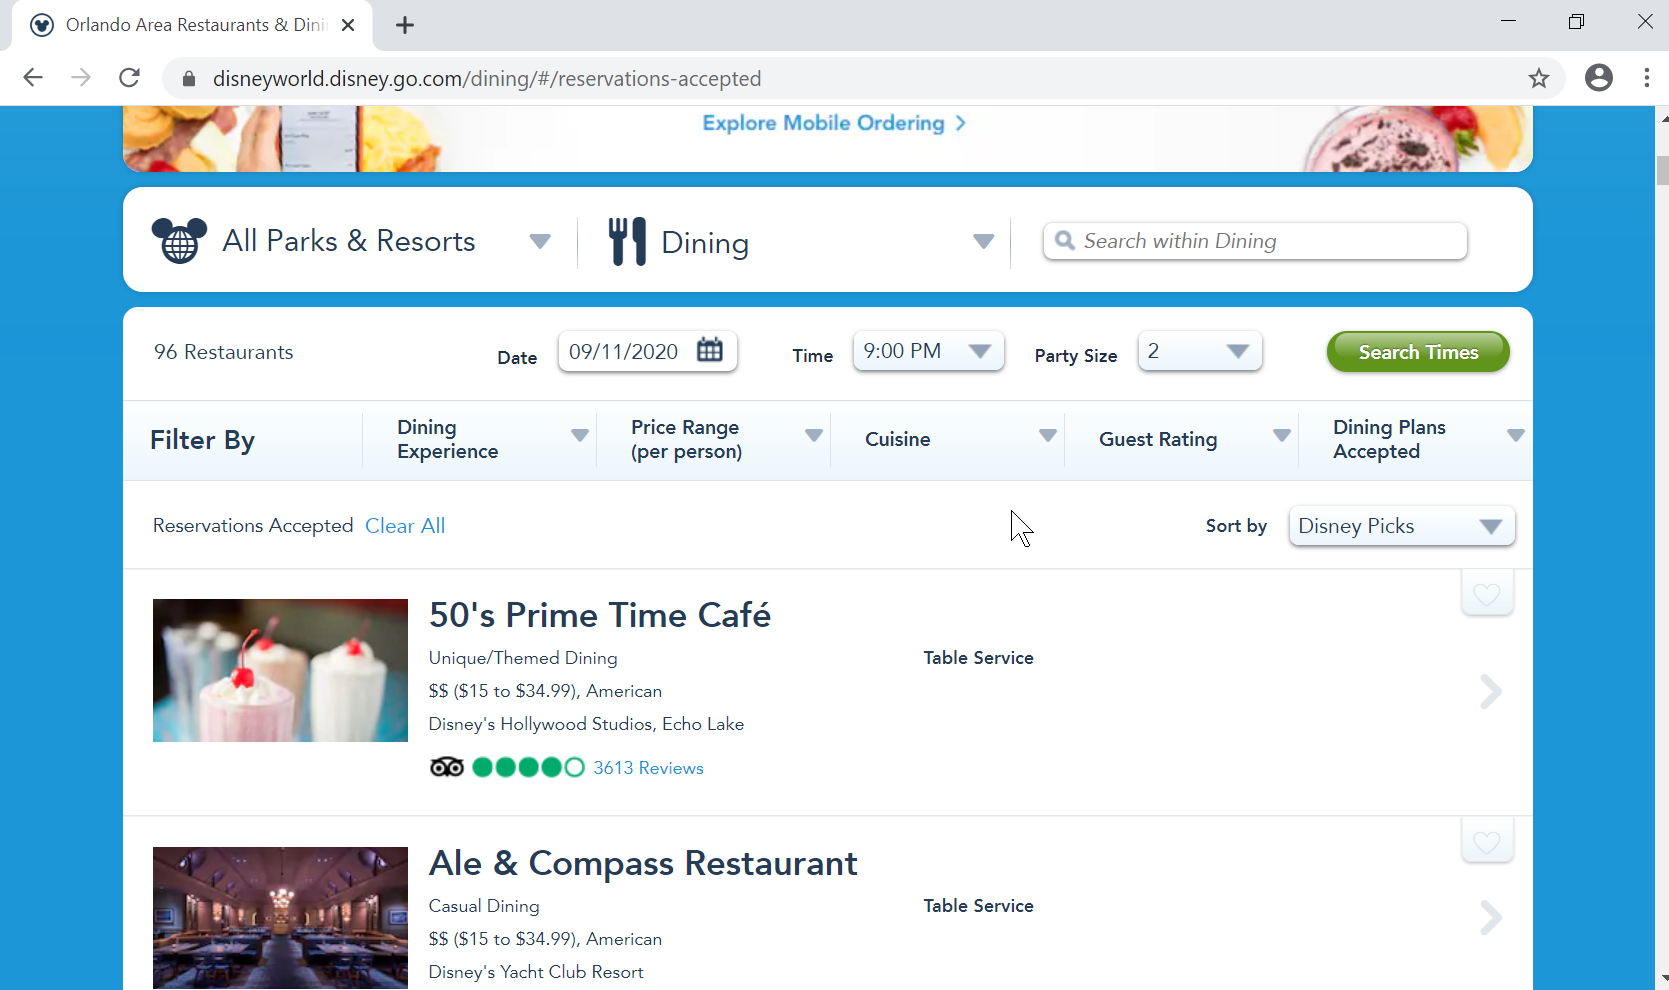 Orlando Area Restaurants & Dini
disneyworld.disney.go.com/dining/#/reservations-accepted
Explore Mobile Ordering
All Parks & Resorts
Dining
Search within Dining
96 Restaurants
Date
09/11/2020
Time
9:00 PM
Party Size
2
Search Times
Filter By
Dining
Experience
Price Range
(per person)
Cuisine
Guest Rating
Dining Plans
Accepted
Reservations Accepted Clear All
Sort by
Disney Picks
50's Prime Time Café
Unique/Themed Dining
Table Service
$$ ($15 to $34.99), American
Disney's Hollywood Studios, Echo Lake
3613 Reviews
Ale & Compass Restaurant
Casual Dining
Table Service
$$ ($15 to $34.99), American
Disney's Yacht Club Resort